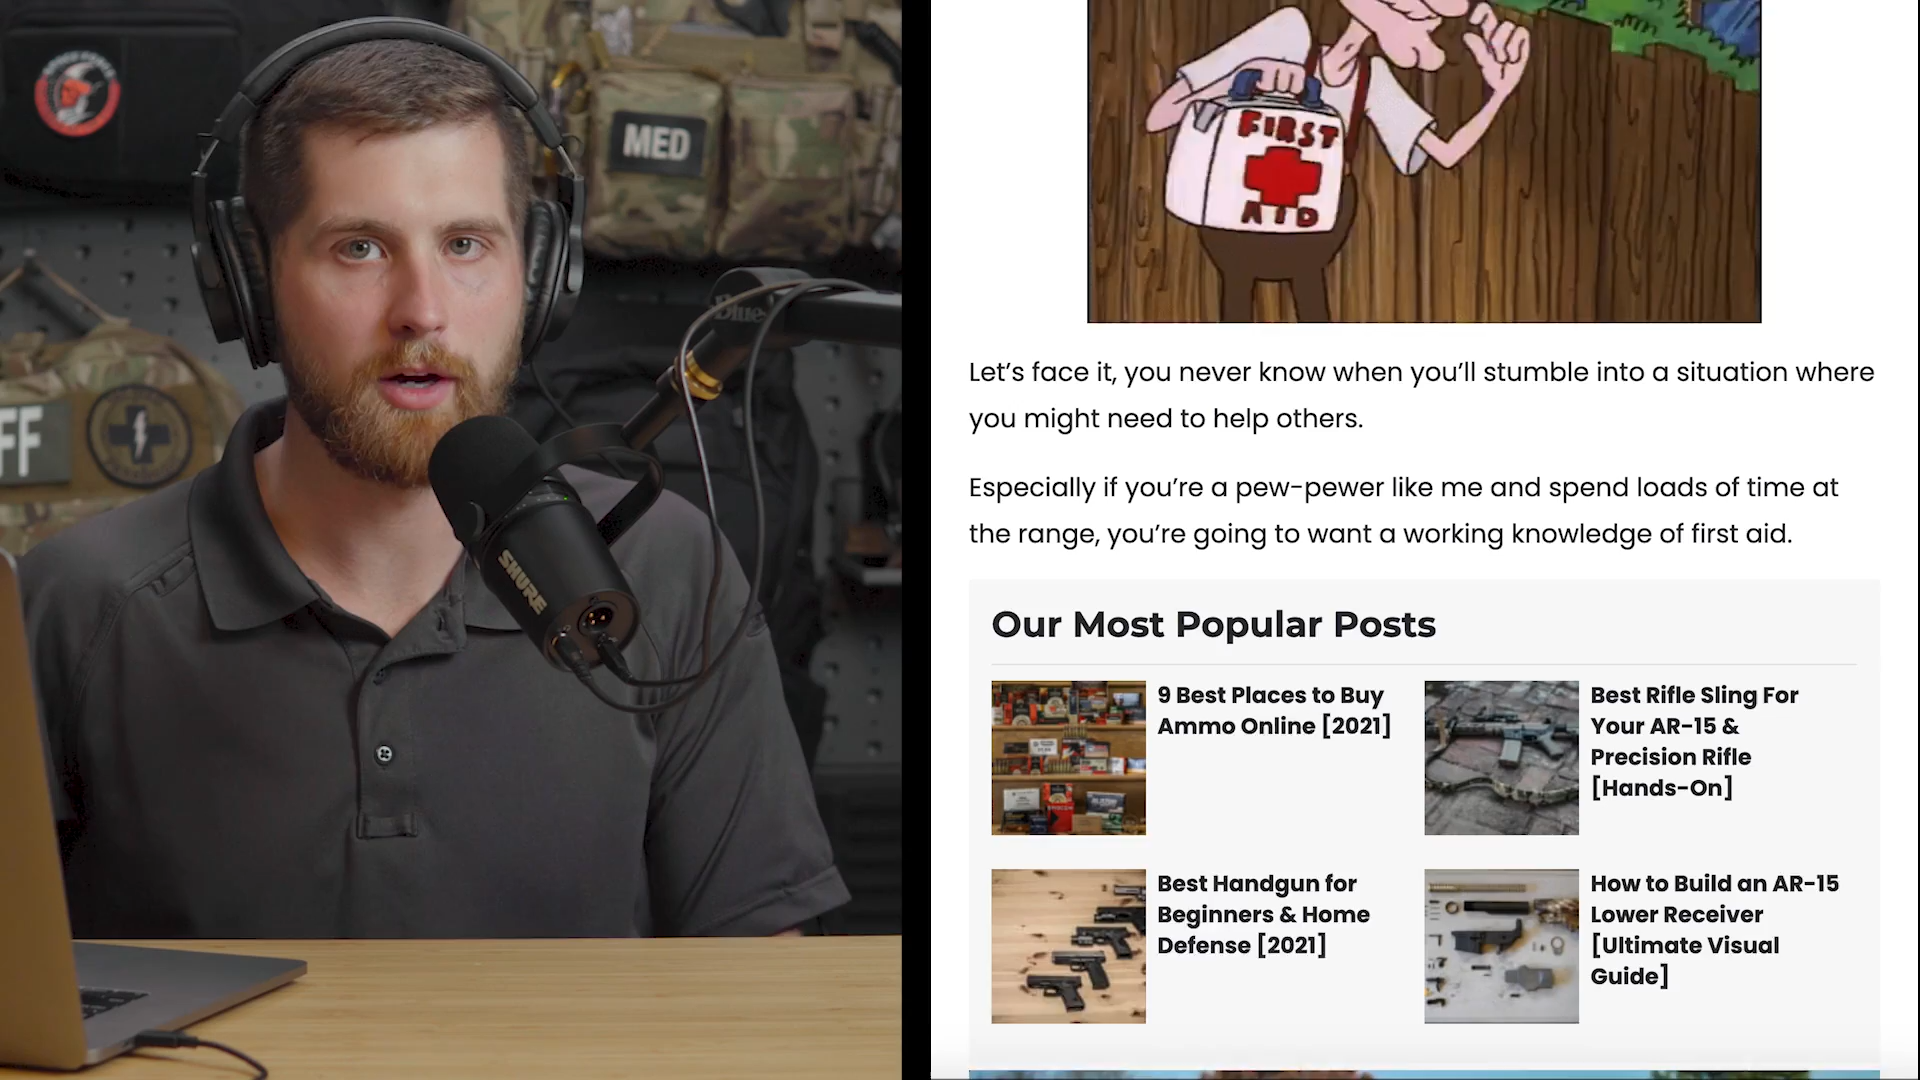 MED
Blue
FF
SHURE
FIRST
AID
Let’s face it, you never know when you’ll stumble into a situation where
you might need to help others.
Especially if you’re a pew-pewer like me and spend loads of time at
the range, you’re going to want a working knowledge of first aid.
Our Most Popular Posts
9 Best Places to Buy
Ammo Online [2021]
Best Rifle Sling For
Your AR-15 &
Precision Rifle
[Hands-On]
Best Handgun for
Beginners & Home
Defense [2021]
How to Build an AR-15
Lower Receiver
[Ultimate Visual
Guide]